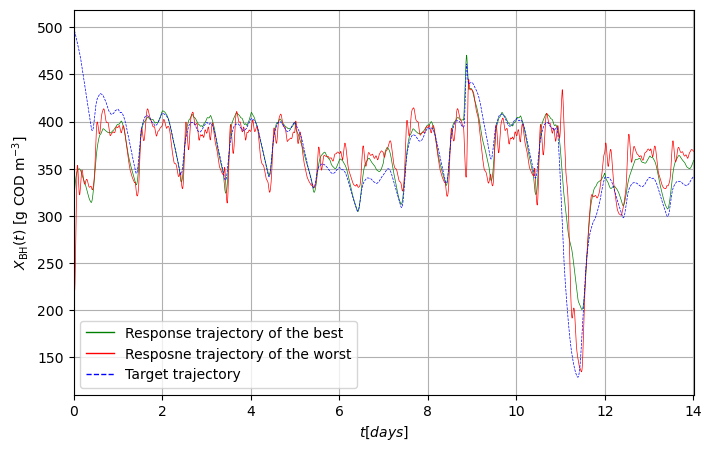 500
450
400
350
300
250
200
150
X_BH(t) [g COD m⁻³]
Response trajectory of the best
Resposne trajectory of the worst
Target trajectory
0 2 4 6 8 10 12 14
t[days]